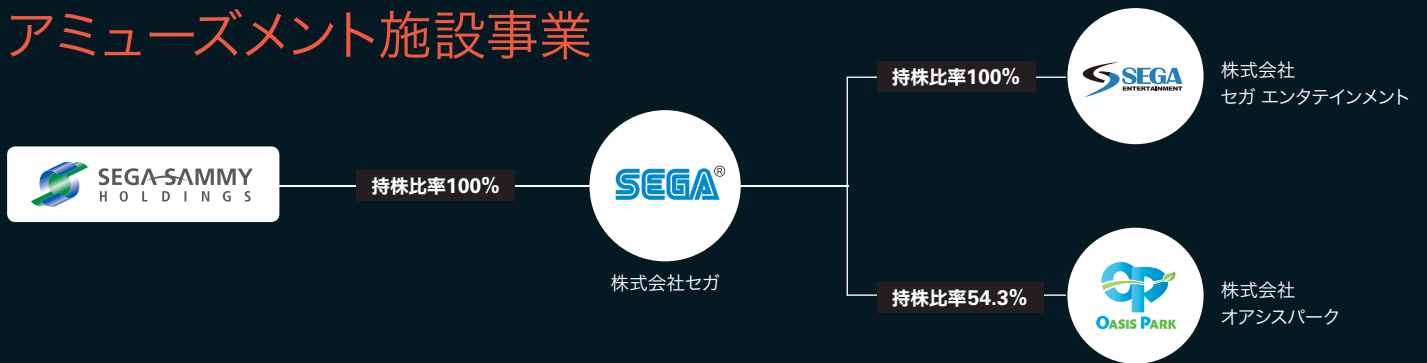 アミューズメント施設事業
SEGA SAMMY
HOLDINGS
持株比率100%
SEGA®
株式会社セガ
持株比率100%
SEGA
ENTERTAINMENT
株式会社
セガ エンタテインメント
持株比率54.3%
OASIS PARK
株式会社
オアシスパーク